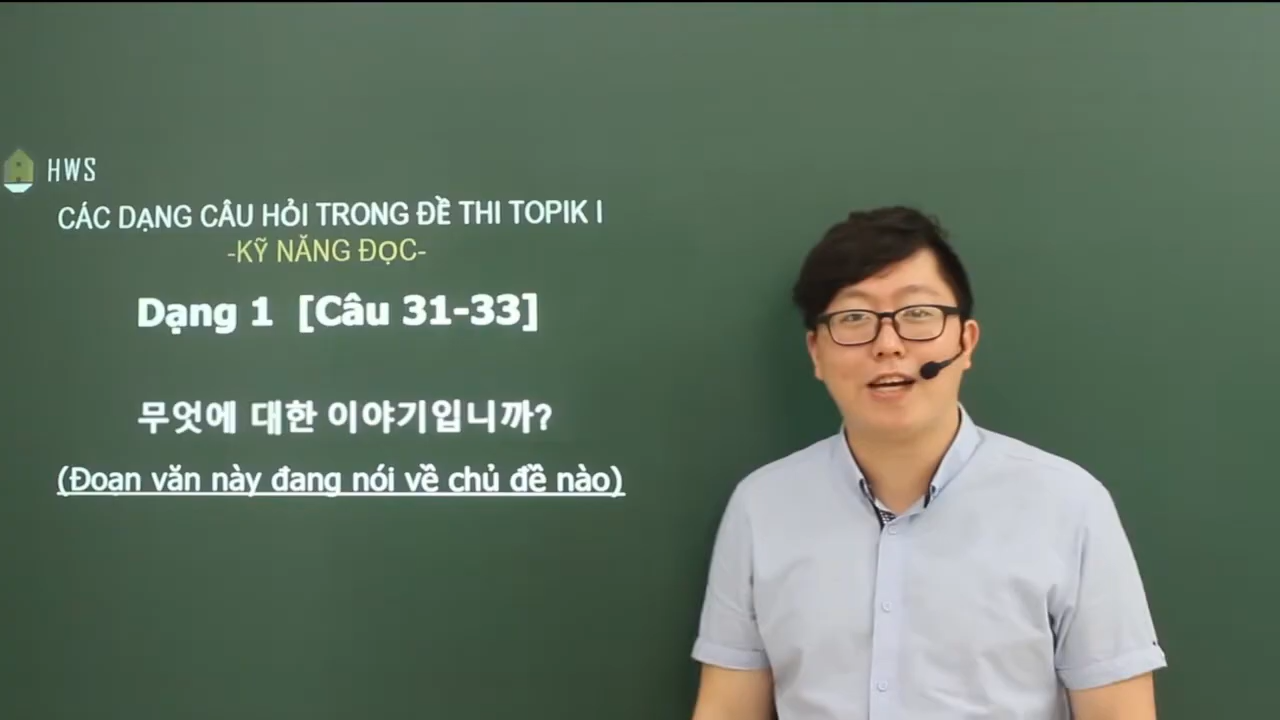 HWS
CÁC DẠNG CÂU HỎI TRONG ĐỀ THI TOPIK I
-KỸ NĂNG ĐỌC-
Dạng 1 [Câu 31-33]
무엇에 대한 이야기입니까?
(Đoạn văn này đang nói về chủ đề nào)